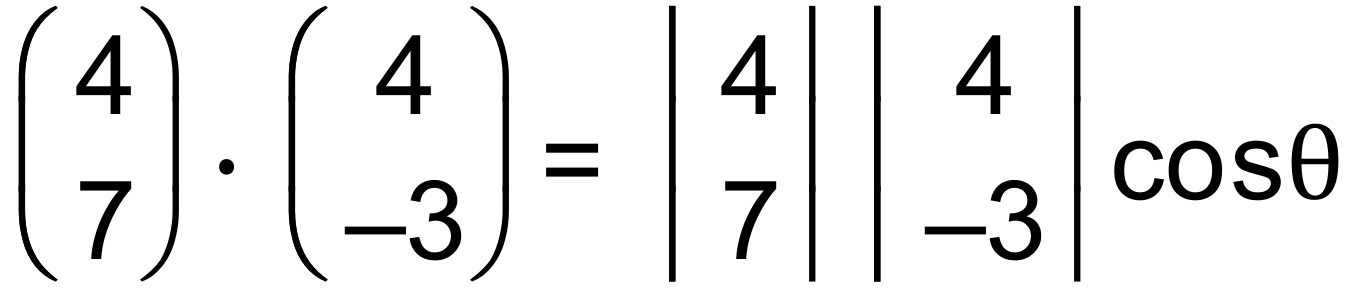 (4 7) · (4 –3) = |4 7| |4 –3| cosθ